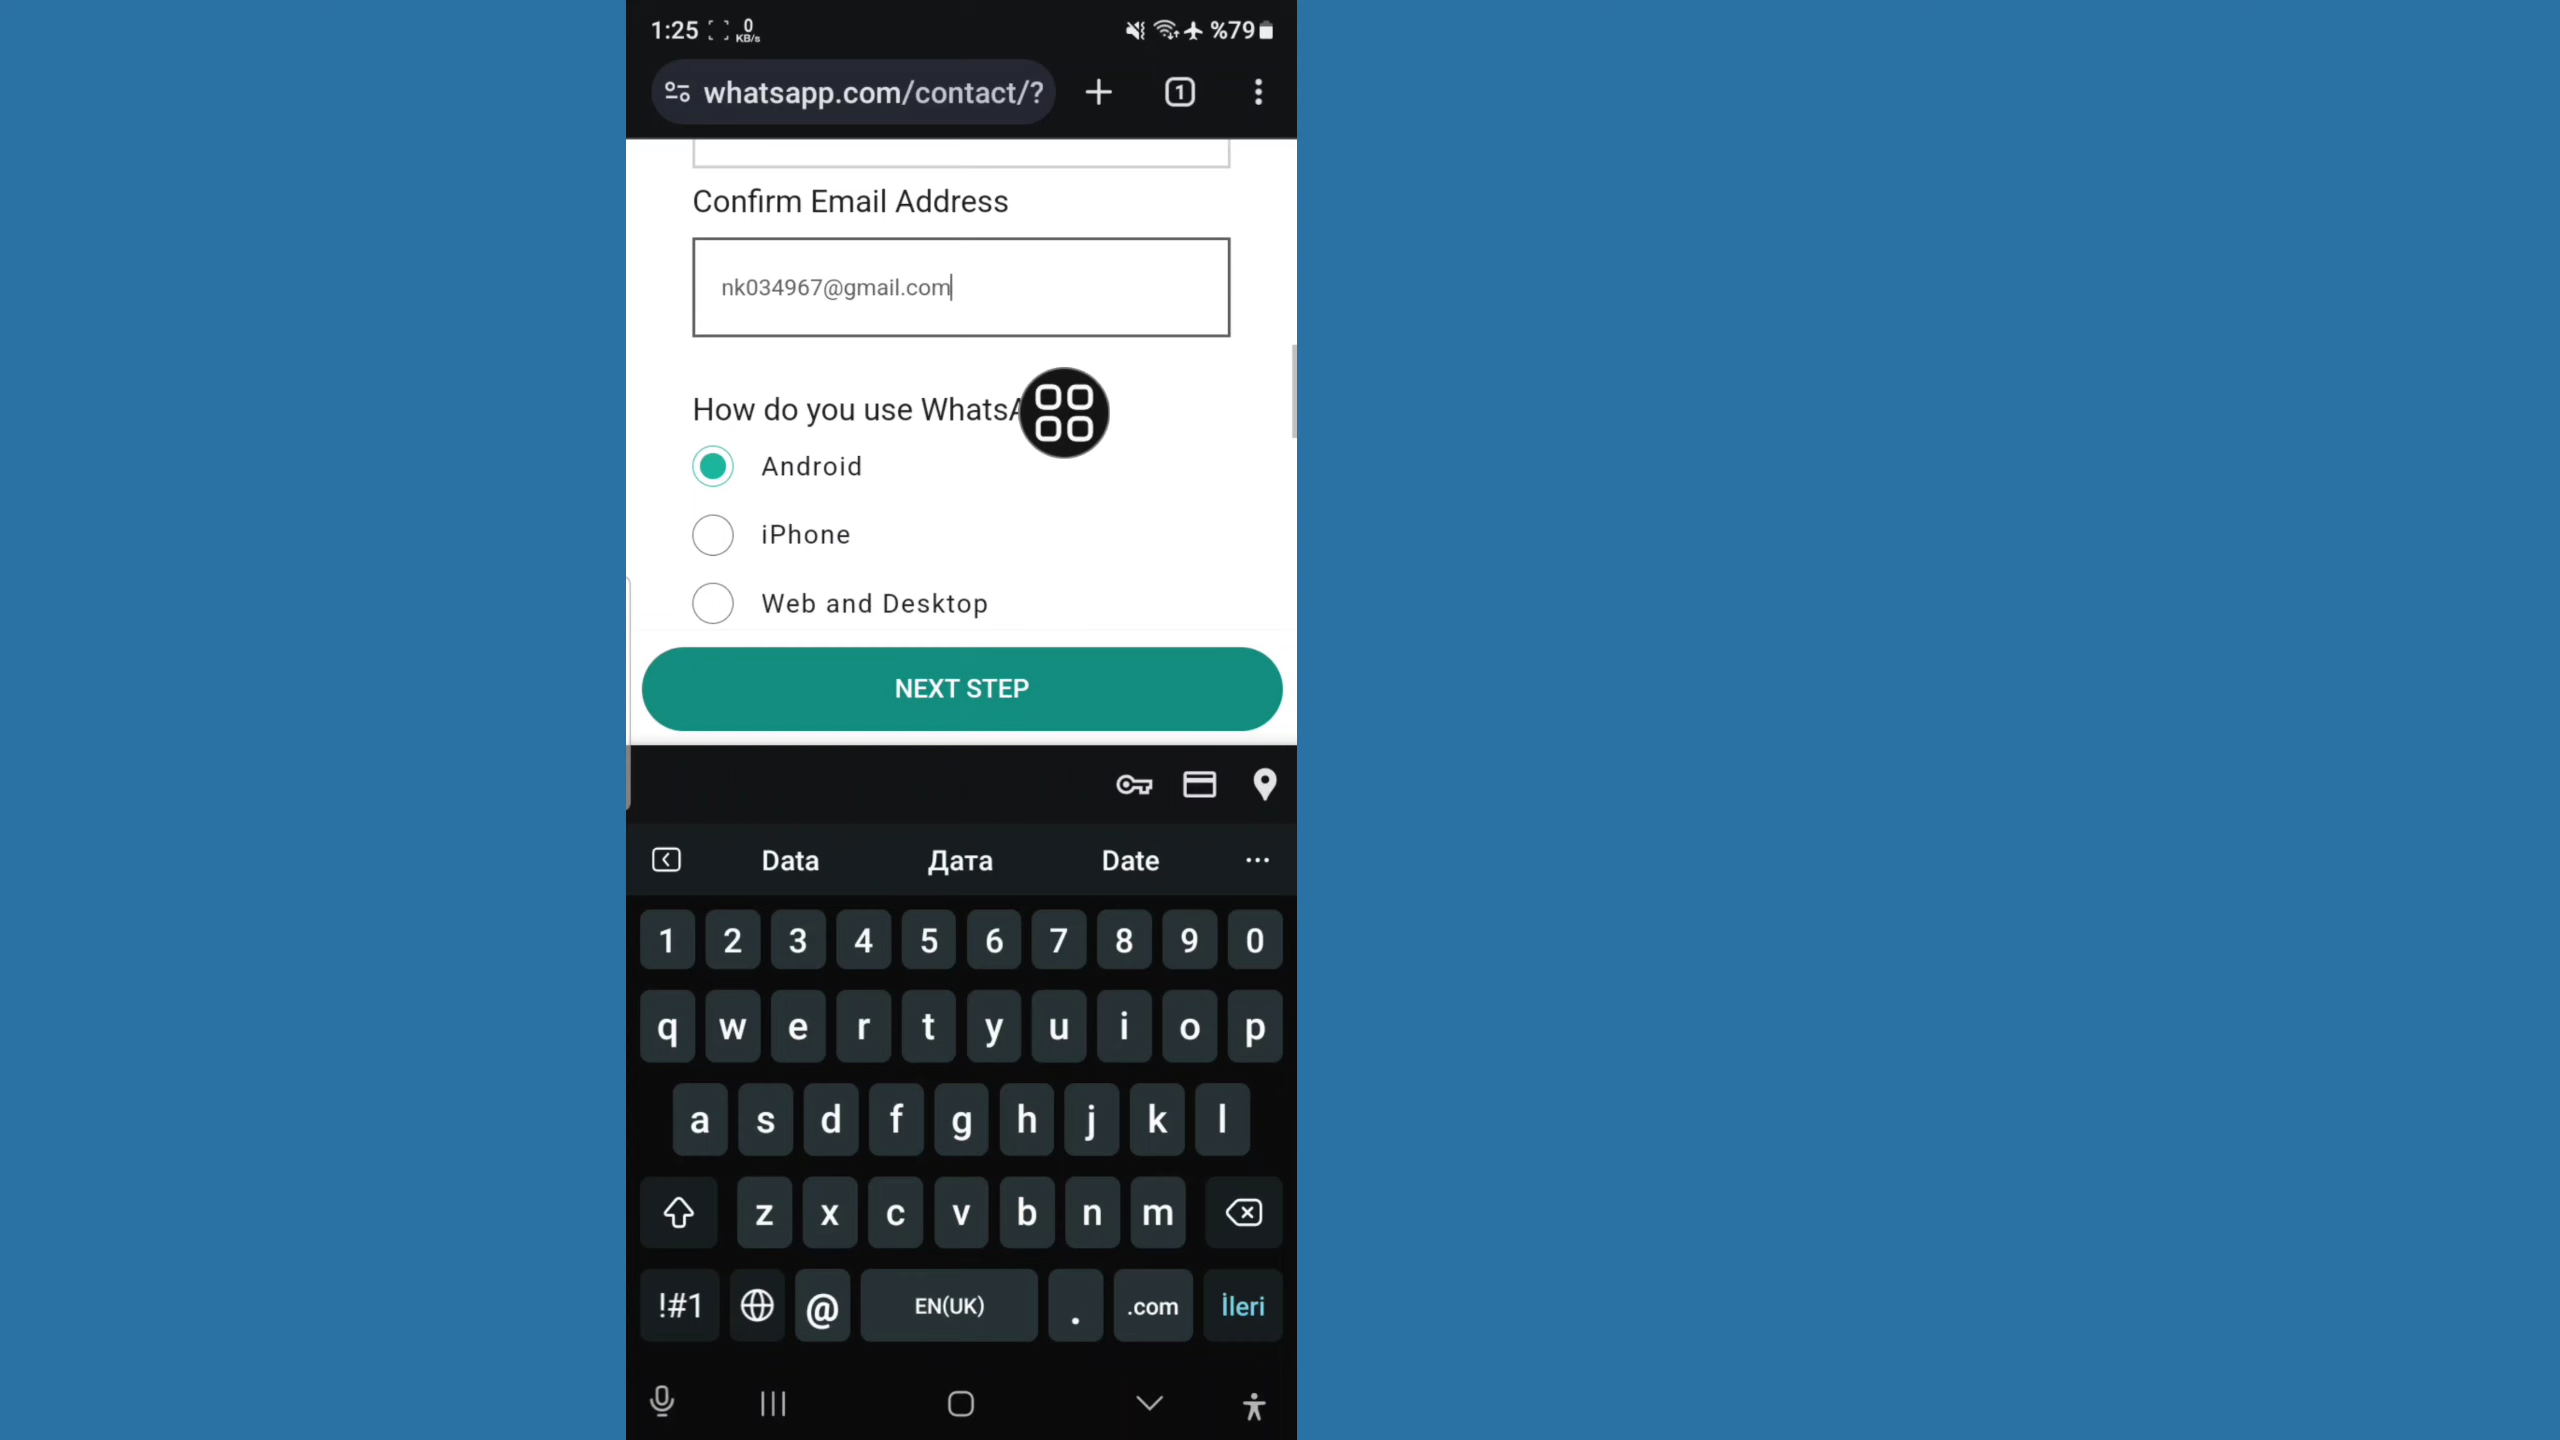 1:25 0 KB/s %79
whatsapp.com/contact/? 1
Confirm Email Address
nk034967@gmail.com
How do you use WhatsA
Android
iPhone
Web and Desktop
NEXT STEP
Data Дата Date ...
1 2 3 4 5 6 7 8 9 0
q w e r t y u i o p
a s d f g h j k l
z x c v b n m
!#1 @ EN(UK) . .com İleri